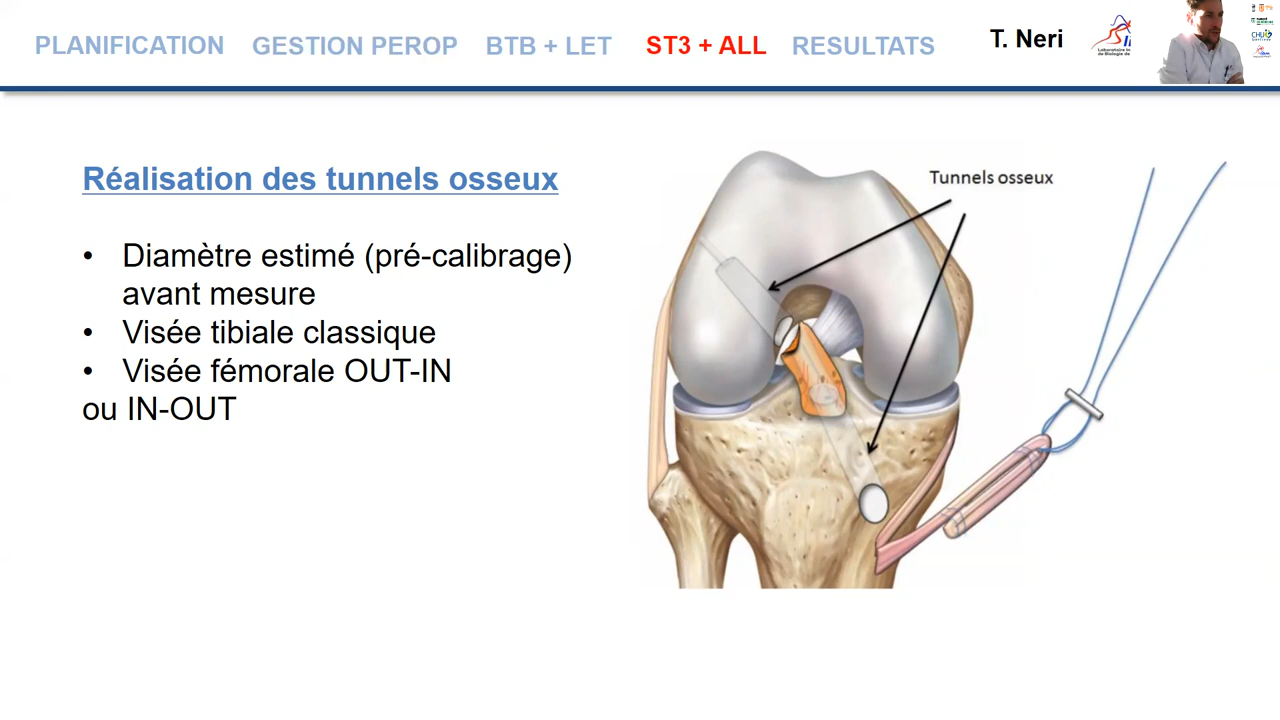 PLANIFICATION GESTION PEROP BTB + LET ST3 + ALL RESULTATS T. Neri
CHU
Réalisation des tunnels osseux
• Diamètre estimé (pré-calibrage)
avant mesure
• Visée tibiale classique
• Visée fémorale OUT-IN
ou IN-OUT
Tunnels osseux